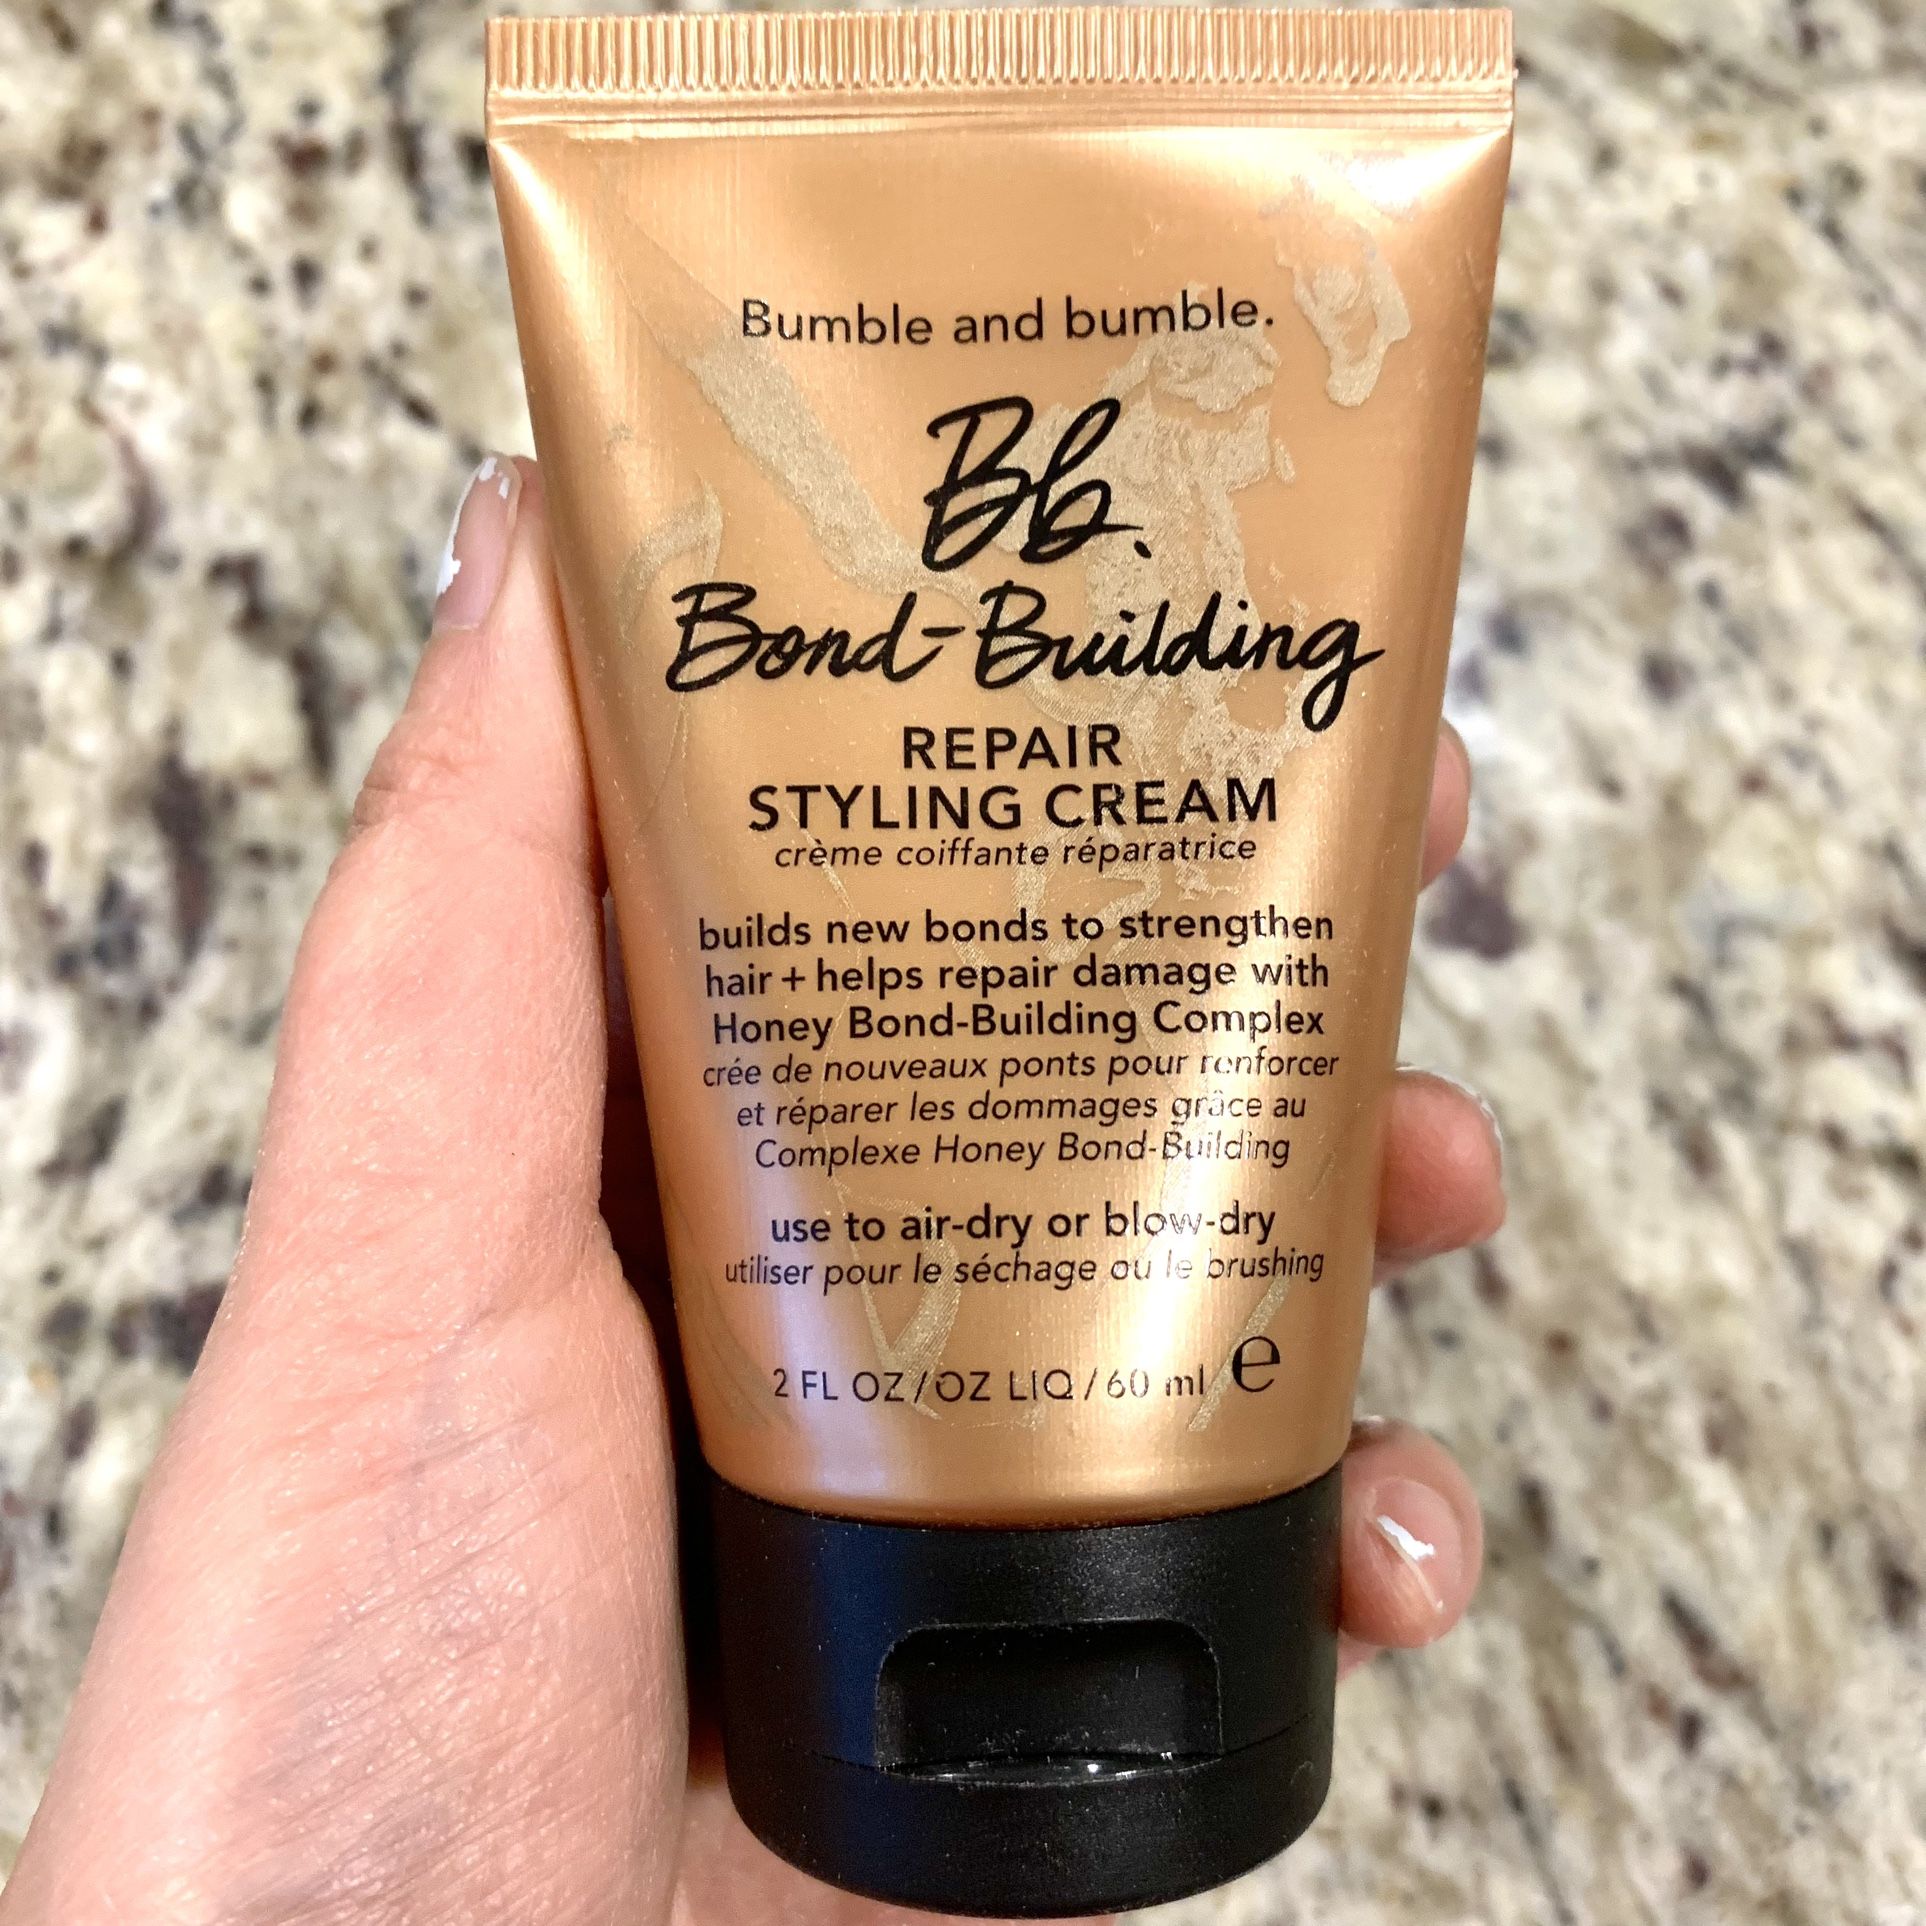 Bumble and bumble.
Bb.
Bond-Building
REPAIR
STYLING CREAM
crème coiffante réparatrice
builds new bonds to strengthen
hair + helps repair damage with
Honey Bond-Building Complex
crée de nouveaux ponts pour renforcer
et réparer les dommages grâce au
Complexe Honey Bond-Building
use to air-dry or blow-dry
utiliser pour le séchage ou le brushing
2 FL OZ/OZ LIQ/60 ml e